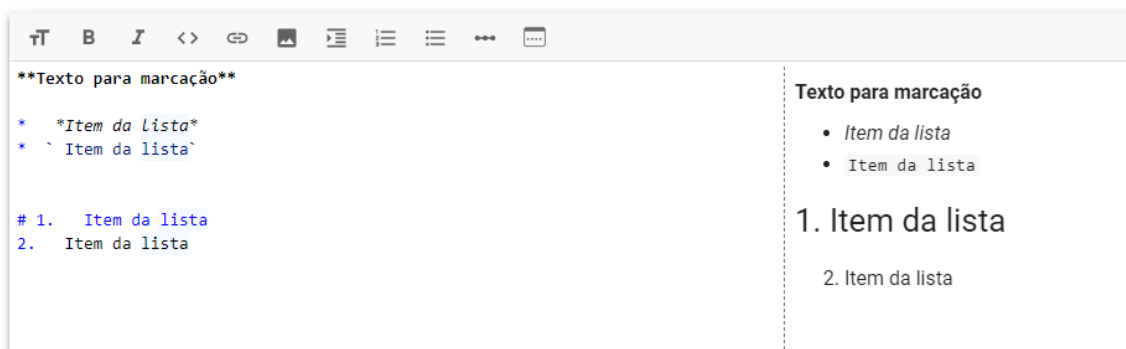 **Texto para marcação**
*   *Item da lista*
*  ` Item da lista`
# 1.   Item da lista
2.   Item da lista
Texto para marcação
• Item da lista
• Item da lista
1. Item da lista
2. Item da lista